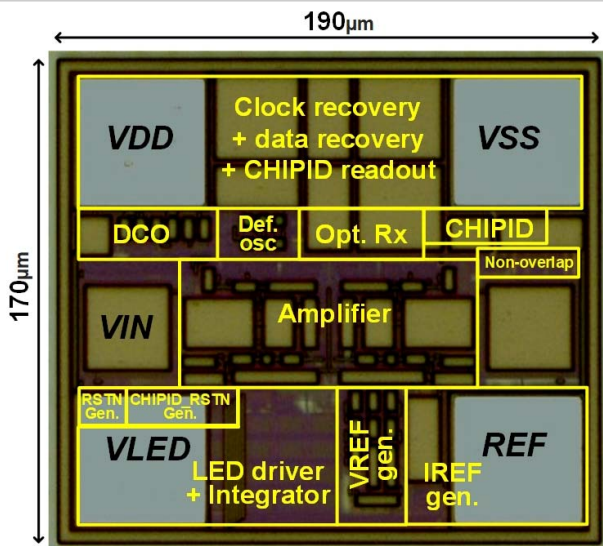 190µm
170µm
VDD
Clock recovery
+ data recovery
+ CHIPID readout
VSS
DCO
Def.
osc
Opt. Rx
CHIPID
Non-overlap
VIN
Amplifier
RSTN
Gen.
CHIPID_RSTN
Gen.
VLED
LED driver
+ Integrator
VREF
gen.
IREF
gen.
REF